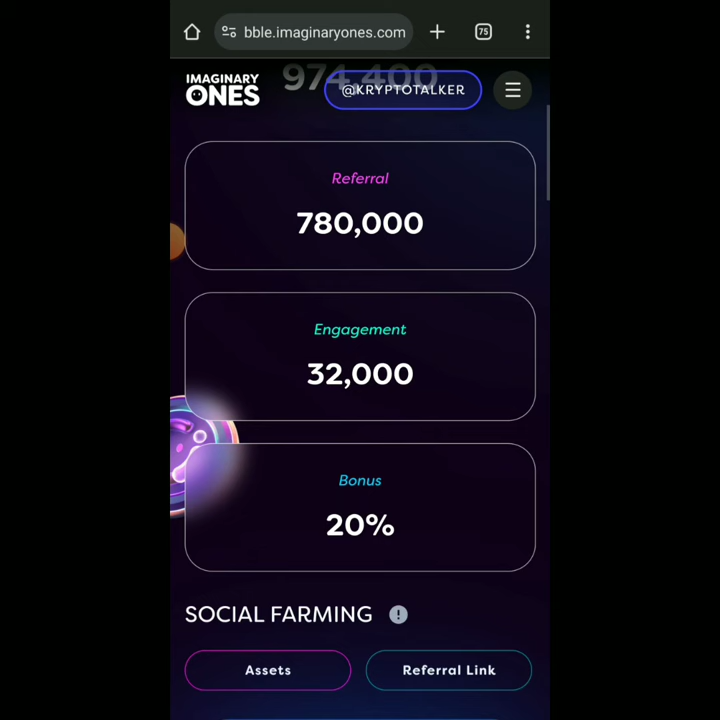 bble.imaginaryones.com
75
974,400
IMAGINARY
ONES
@KRYPTOTALKER
Referral
780,000
Engagement
32,000
Bonus
20%
SOCIAL FARMING
Assets
Referral Link